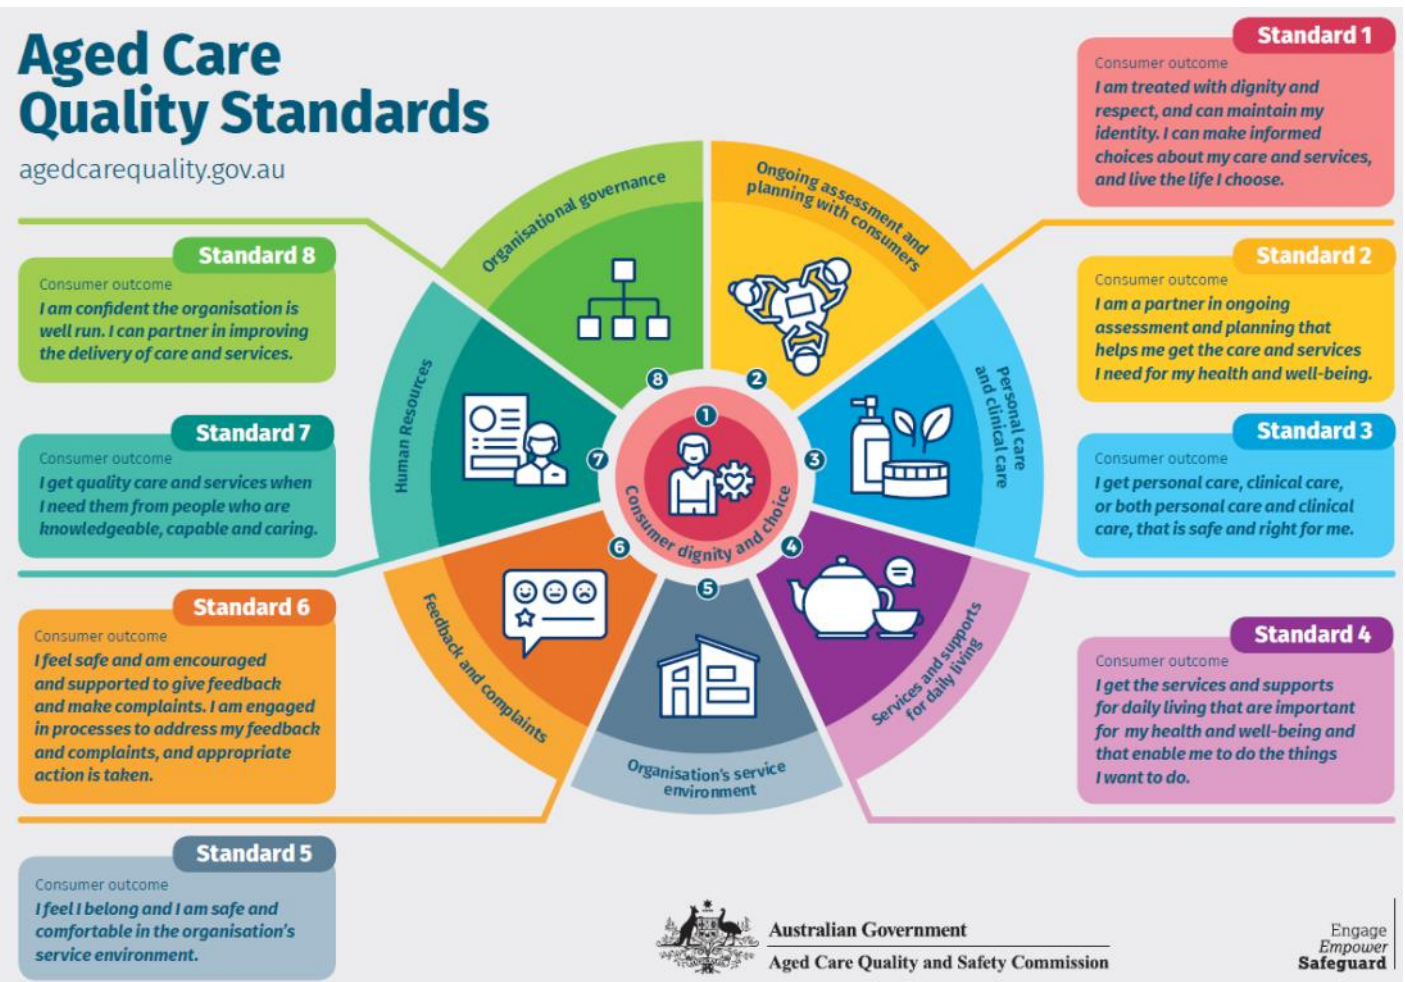 Aged Care
Quality Standards
agedcarequality.gov.au
Standard 1
Consumer outcome
I am treated with dignity and
respect, and can maintain my
identity. I can make informed
choices about my care and services,
and live the life I choose.
Standard 2
Consumer outcome
I am a partner in ongoing
assessment and planning that
helps me get the care and services
I need for my health and well-being.
Standard 3
Consumer outcome
I get personal care, clinical care,
or both personal care and clinical
care, that is safe and right for me.
Standard 4
Consumer outcome
I get the services and supports
for daily living that are important
for my health and well-being and
that enable me to do the things
I want to do.
Standard 8
Consumer outcome
I am confident the organisation is
well run. I can partner in improving
the delivery of care and services.
Standard 7
Consumer outcome
I get quality care and services when
I need them from people who are
knowledgeable, capable and caring.
Standard 6
Consumer outcome
I feel safe and am encouraged
and supported to give feedback
and make complaints. I am engaged
in processes to address my feedback
and complaints, and appropriate
action is taken.
Standard 5
Consumer outcome
I feel I belong and I am safe and
comfortable in the organisation's
service environment.
1
Consumer dignity and choice
2
Ongoing assessment and
planning with consumers
3
Personal care
and clinical care
4
Services and supports
for daily living
5
Organisation's service
environment
6
Feedback and complaints
7
Human Resources
8
Organisational governance
Australian Government
Aged Care Quality and Safety Commission
Engage
Empower
Safeguard